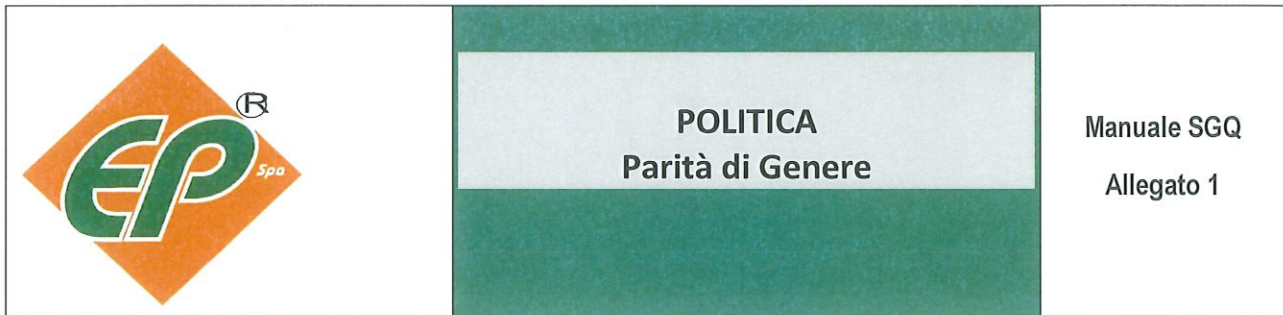 EP
Spa
®
POLITICA
Parità di Genere
Manuale SGQ
Allegato 1